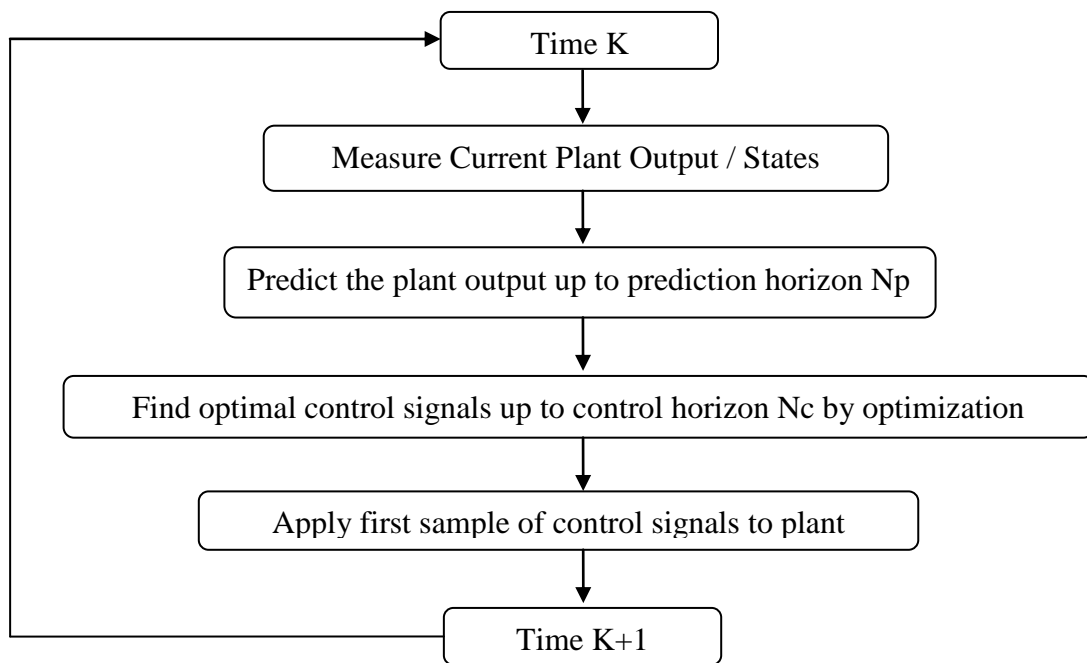 Time K
Measure Current Plant Output / States
Predict the plant output up to prediction horizon Np
Find optimal control signals up to control horizon Nc by optimization
Apply first sample of control signals to plant
Time K+1